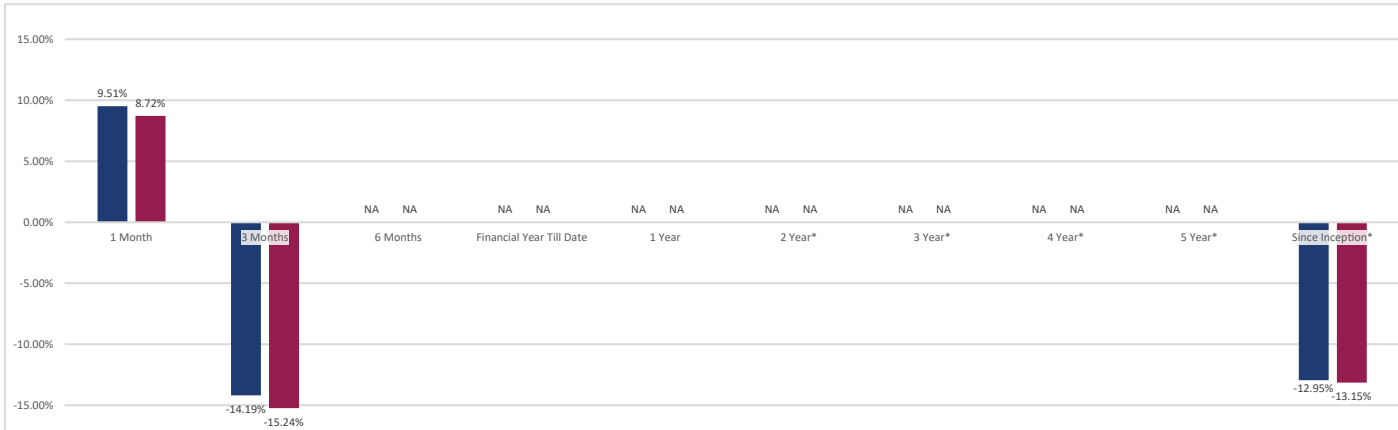 15.00%
10.00%
5.00%
0.00%
-5.00%
-10.00%
-15.00%
9.51% 8.72%
-14.19% -15.24%
NA NA
NA NA
NA NA
NA NA
NA NA
NA NA
NA NA
-12.95% -13.15%
1 Month 3 Months 6 Months Financial Year Till Date 1 Year 2 Year* 3 Year* 4 Year* 5 Year* Since Inception*